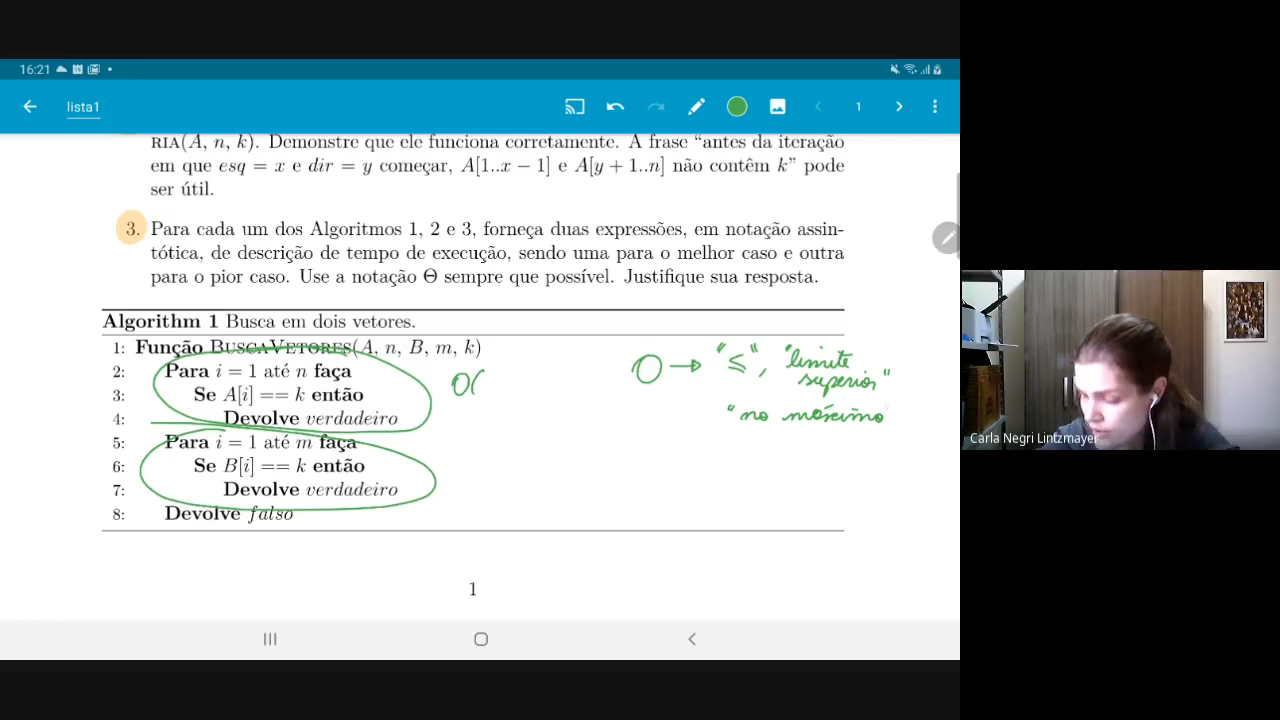 16:21
lista1
1
RIA(A, n, k). Demonstre que ele funciona corretamente. A frase “antes da iteração
em que esq = x e dir = y começar, A[1..x − 1] e A[y + 1..n] não contêm k” pode
ser útil.
3. Para cada um dos Algoritmos 1, 2 e 3, forneça duas expressões, em notação assin-
tótica, de descrição de tempo de execução, sendo uma para o melhor caso e outra
para o pior caso. Use a notação Θ sempre que possível. Justifique sua resposta.
Algorithm 1 Busca em dois vetores.
1: Função BUSCAVETORES(A, n, B, m, k)
2: Para i = 1 até n faça
3: Se A[i] == k então
4: Devolve verdadeiro
5: Para i = 1 até m faça
6: Se B[i] == k então
7: Devolve verdadeiro
8: Devolve falso
O(
O → "≤", "limite
superior"
"no máximo"
1
Carla Negri Lintzmayer